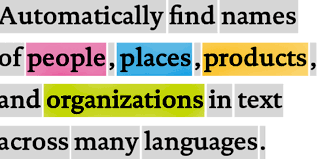 Automatically find names
of people, places, products,
and organizations in text
across many languages.